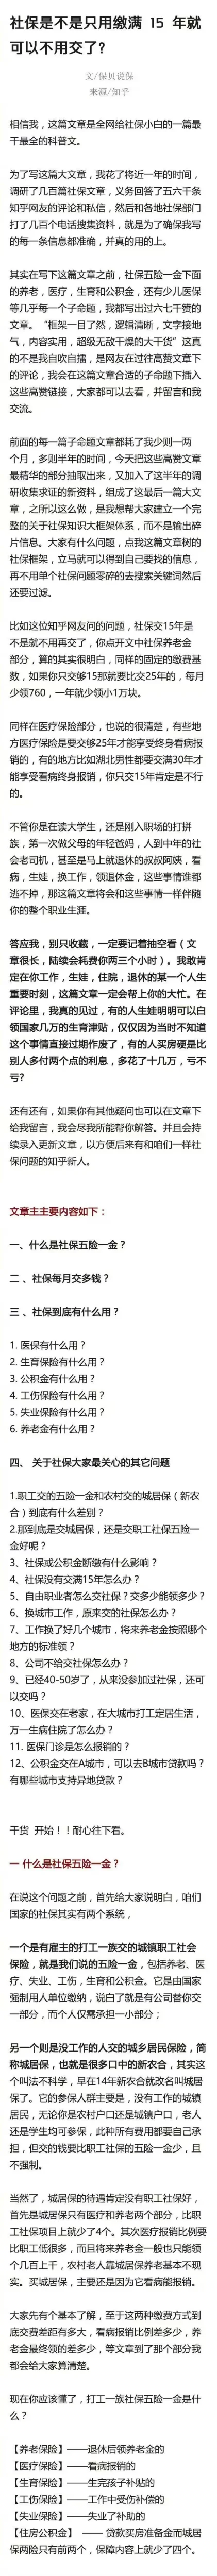 社保是不是只用缴满 15 年就
可以不用交了?
文/保贝说保
来源/知乎
相信我，这篇文章是全网给社保小白的一篇最
干最全的科普文。
为了写这篇大文章，我花了将近一年的时间，
调研了几百篇社保文章，义务回答了五六千条
知乎网友的评论和私信，然后和各地社保部门
打了几百个电话搜集资料，就是为了确保我写
的每一条信息都准确，并真的用的上。
其实在写下这篇文章之前，社保五险一金下面
的养老，医疗，生育和公积金，还有少儿医保
等几乎每一个子命题，我都写出过六七千赞的
文章。“框架一目了然，逻辑清晰，文字接地
气，内容实用，超级无敌干燥的大干货”这真
的不是我自吹自擂，是网友在过往高赞文章下
的评论，我会在这篇文章合适的子命题下插入
这些高赞链接，大家都可以去看，并留言和我
交流。
前面的每一篇子命题文章都耗了我少则一两
个月，多则半年的时间，今天把这些高赞文章
最精华的部分抽取出来，又加入了这半年的调
研收集求证的新资料，组成了这最后一篇大文
章，之所以这么做，是我想帮大家建立一个完
整的关于社保知识大框架体系，而不是输出碎
片信息。大家有什么问题，点我这篇文章树的
社保框架，立马就可以得到自己要找的信息，
再不用单个社保问题零碎的去搜索关键词然后
还要过滤。
比如这位知乎网友问的问题，社保交15年是
不是就不用再交了，你点开文中社保养老金
部分，算的其实很明白，同样的固定的缴费基
数，如果你只交够15那就要比交25年的，每月
少领760，一年就少领小1万块。
同样在医疗保险部分，也说的很清楚，有些地
方医疗保险是要交够25年才能享受终身看病报
销的，有的地方比如湖北男性都要交满30年才
能享受看病终身报销，你只交15年肯定是不行
的。
不管你是在读大学生，还是刚入职场的打拼
族，第一次做父母的年轻爸妈，人到中年的社
会老司机，甚至是马上就退休的叔叔阿姨，看
病，生娃，换工作，领退休金，这些事情谁都
逃不掉，那这篇文章将会和这些事情一样伴随
你的整个职业生涯。
答应我，别只收藏，一定要记着抽空看（文
章很长，陆续会耗费你两三个小时）。我敢肯
定在你工作，生娃，住院，退休的某一个人生
重要时刻，这篇文章一定会帮上你的大忙。在
评论里，我真的见过，有的人生娃明明可以白
领国家几万的生育津贴，仅仅因为当时不知道
这个事情直接过期作废了，有的人买房硬是比
别人多付两个点的利息，多花了十几万，亏不
亏?
还有还有，如果你有其他疑问也可以在文章下
给我留言，我会尽我所能帮你解答。并且会持
续录入更新文章，以方便后来有和咱们一样社
保问题的知乎新人。
文章主主要内容如下：
一、什么是社保五险一金？
二 、社保每月交多钱？
三 、社保到底有什么用？
1. 医保有什么用？
2. 生育保险有什么用？
3. 公积金有什么用？
4. 工伤保险有什么用？
5. 失业保险有什么用？
6. 养老金有什么用？
四、 关于社保大家最关心的其它问题
1.职工交的五险一金和农村交的城居保（新农
合）到底有什么差别？
2.那到底是交城居保，还是交职工社保五险一
金好呢？
3、社保或公积金断缴有什么影响？
4、社保没有交满15年怎么办？
5、自由职业者怎么交社保？交多少能领多少？
6、换城市工作，原来交的社保怎么办？
7、工作换了好几个城市，将来养老金按照哪个
地方的标准领？
8、公司不给交社保怎么办？
9、已经40-50岁了，从来没参加过社保，还可
以交吗？
10、医保交在老家，在大城市打工定居生活，
万一生病住院了怎么办？
11. 医保门诊是怎么报销的？
12、公积金交在A城市，可以去B城市贷款吗？
有哪些城市支持异地贷款？
干货 开始！！耐心往下看。
一 什么是社保五险一金？
在说这个问题之前，首先给大家说明白，咱们
国家的社保其实有两个系统，
一个是有雇主的打工一族交的城镇职工社会
保险，就是我们说的五险一金，包括养老、医
疗、失业、工伤，生育和公积金。它是由国家
强制用人单位缴纳，说白了就是有公司替你交
一部分，而个人仅需承担一小部分；
另一个则是没工作的人交的城乡居民保险，简
称城居保，也就是很多口中的新农合，其实这
个叫法不科学，早在14年新农合就改名叫城居
保了。它的参保人群主要是，没有工作的城镇
居民，无论你是农村户口还是城镇户口，老人
还是学生均可参保，此种所有费用都要自己承
担，但交的钱要比职工社保的五险一金少，且
不强制。
当然了，城居保的待遇肯定没有职工社保好，
首先是城居保只有医疗和养老两个部分，比职
工社保项目上就少了4个。其次医疗报销比例要
比职工低很多，而且将来养老金一般也只能领
个几百上千，农村老人靠城居保养老基本不现
实。买城居保，主要还是因为它看病能报销。
大家先有个基本了解，至于这两种缴费方式到
底交费差距有多大，看病报销比例差多少，养
老金最终领的差多少，等文章到了那个部分我
都会给大家算清楚。
现在你应该懂了，打工一族社保五险一金是什
么？
【养老保险】——退休后领养老金的
【医疗保险】——看病报销的
【生育保险】——生完孩子补贴的
【工伤保险】——工作中受伤补偿的
【失业保险】——失业了补助的
【住房公积金】 —— 贷款买房准备金而城居
保两险只有前两个，保障内容上就少了四个。